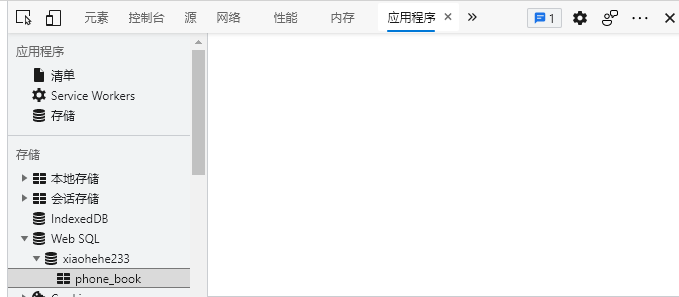 元素 控制台 源 网络 性能 内存 应用程序 1
应用程序
清单
Service Workers
存储
存储
本地存储
会话存储
IndexedDB
Web SQL
xiaohehe233
phone_book